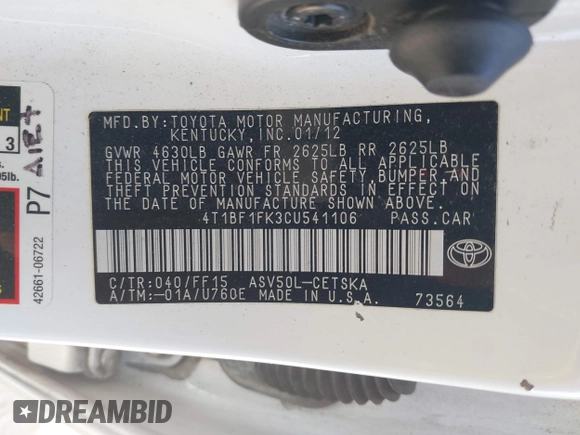 MFD.BY:TOYOTA MOTOR MANUFACTURING,
KENTUCKY, INC.01/12
GVWR 4630LB GAWR FR 2625LB RR 2625LB
THIS VEHICLE CONFORMS TO ALL APPLICABLE
FEDERAL MOTOR VEHICLE SAFETY, BUMPER, AND
THEFT PREVENTION STANDARDS IN EFFECT ON
THE DATE OF MANUFACTURE SHOWN ABOVE.
4T1BF1FK3CU541106 PASS.CAR
C/TR:040/FF15 ASV50L-CETSKA
A/TM:-01A/U760E MADE IN U.S.A. 73564
3
P7
AIR+
42661-06722
DREAMBID